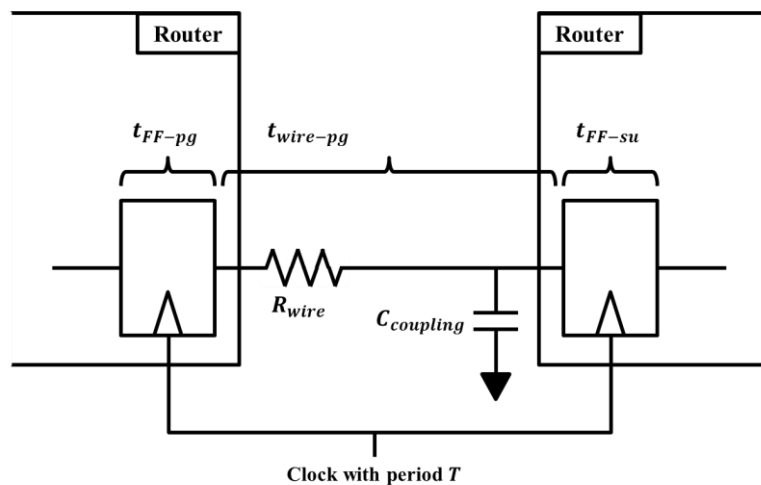 Router
Router
t_{FF-pg}
t_{wire-pg}
t_{FF-su}
R_{wire}
C_{coupling}
Clock with period T